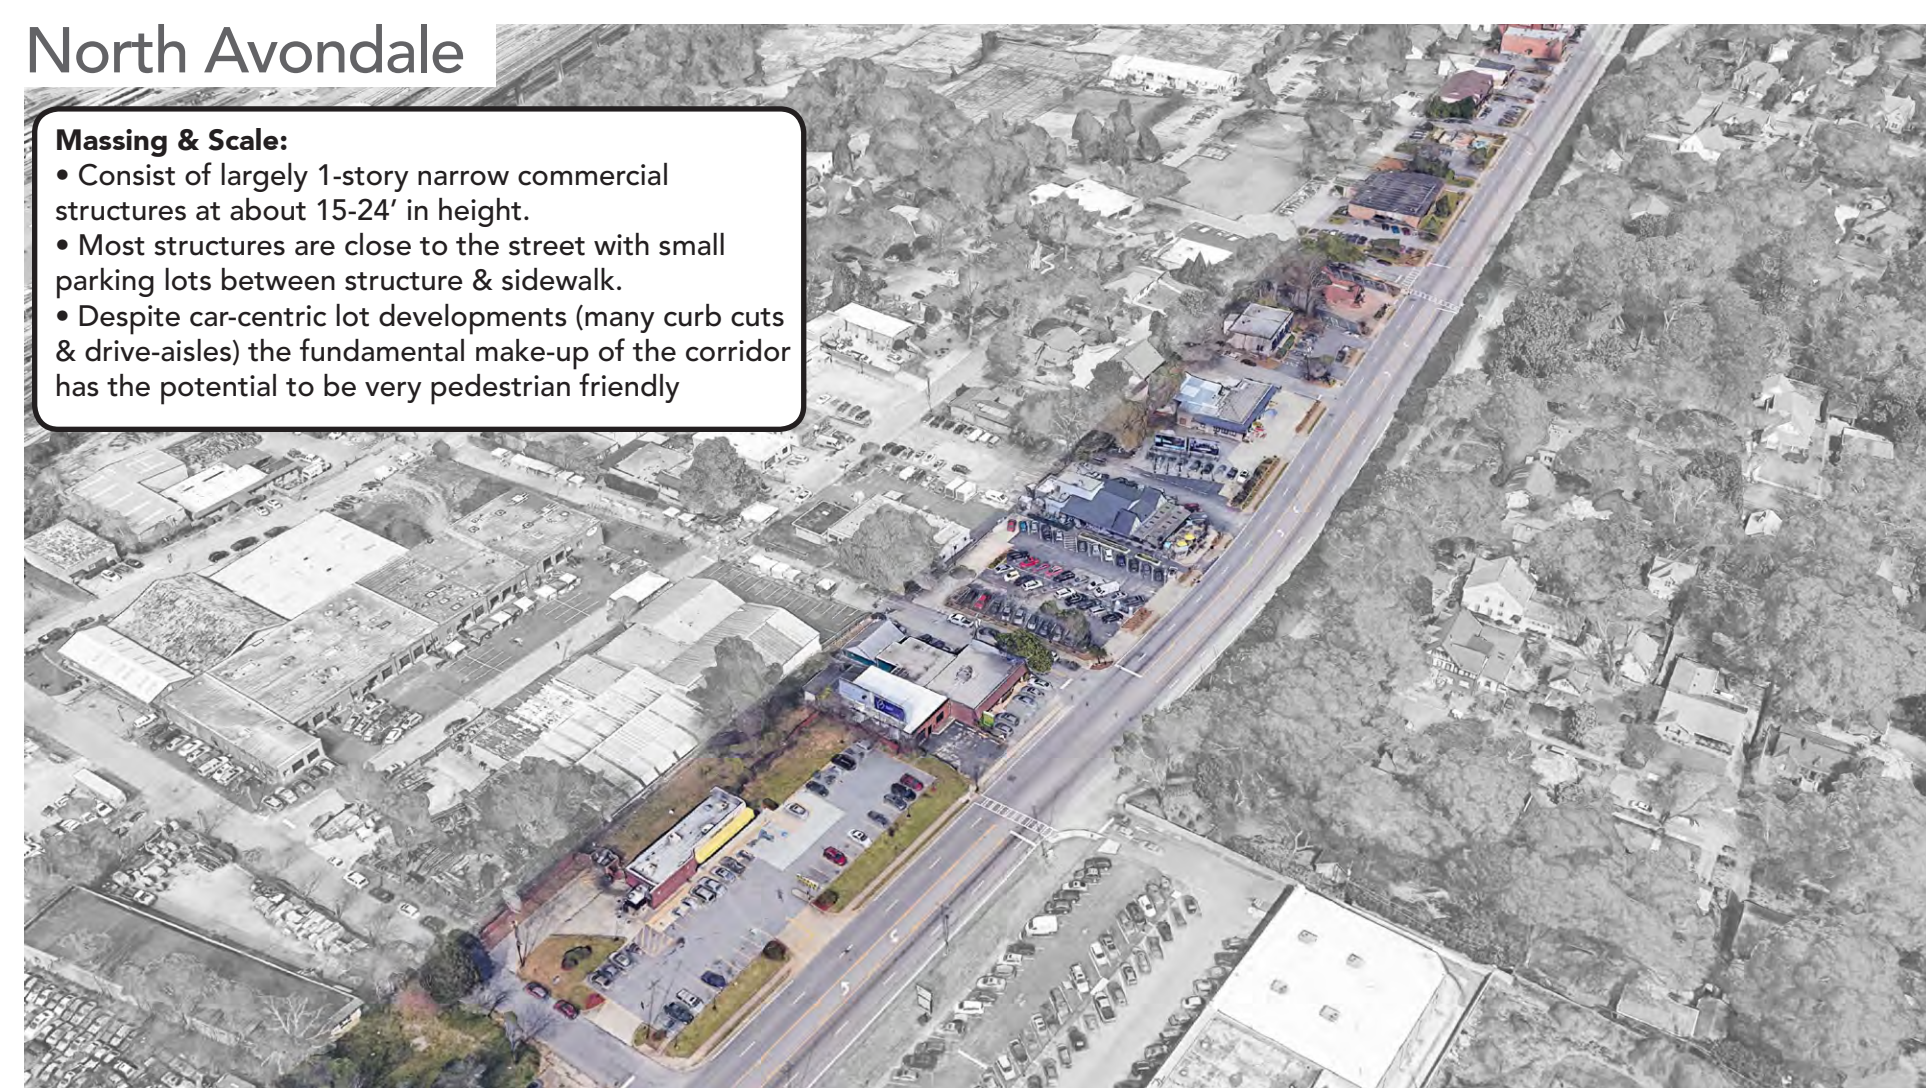 North Avondale
Massing & Scale:
• Consist of largely 1-story narrow commercial
structures at about 15-24’ in height.
• Most structures are close to the street with small
parking lots between structure & sidewalk.
• Despite car-centric lot developments (many curb cuts
& drive-aisles) the fundamental make-up of the corridor
has the potential to be very pedestrian friendly